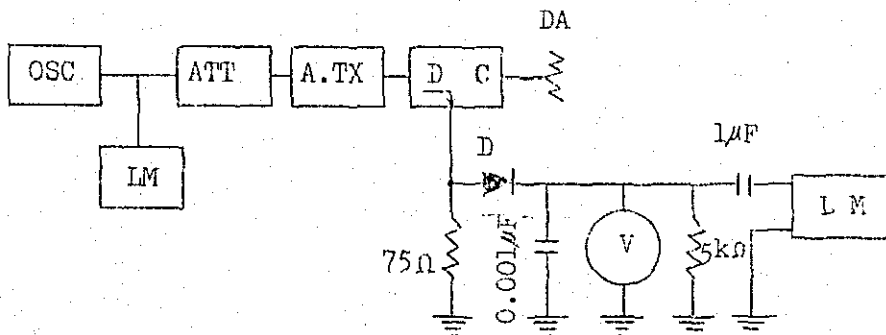 DA
OSC
ATT
A.TX
D C
LM
D
1µF
75Ω
0.001µF
V
5kΩ
L M